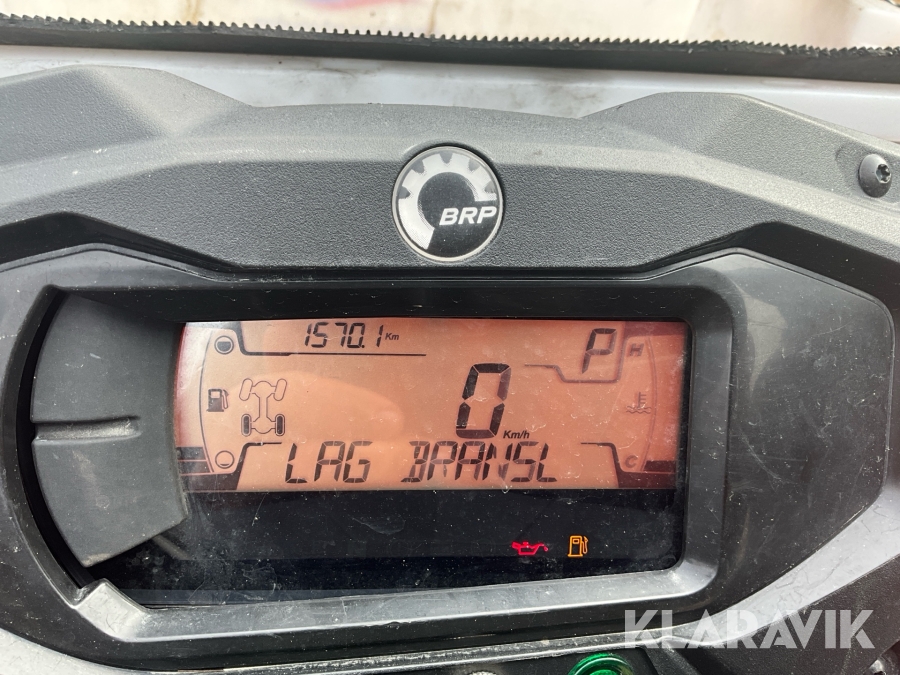 BRP
1570.1 Km
P H
0
Km/h
LAG BRANSL
C
KLARAVIK